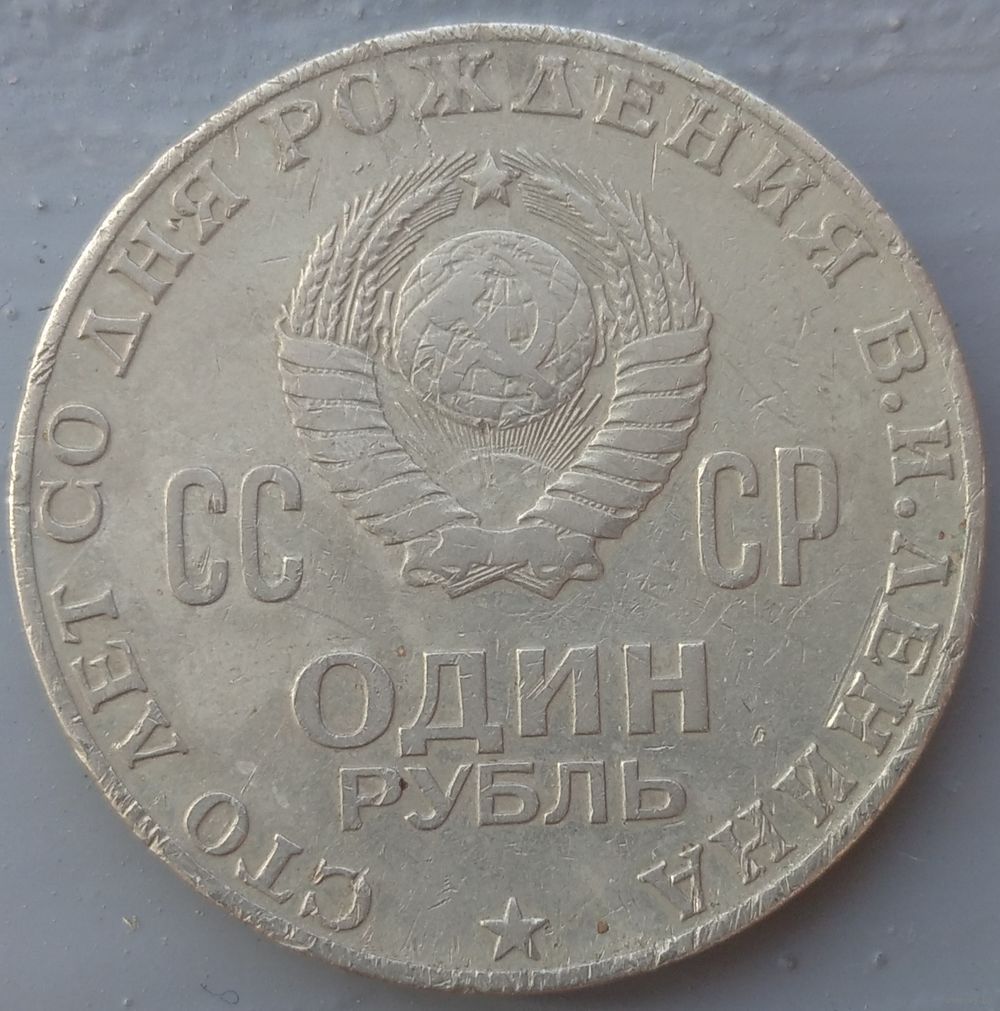 СТО ЛЕТ СО ДНЯ РОЖДЕНИЯ В.И.ЛЕНИНА
СС СР
ОДИН
РУБЛЬ